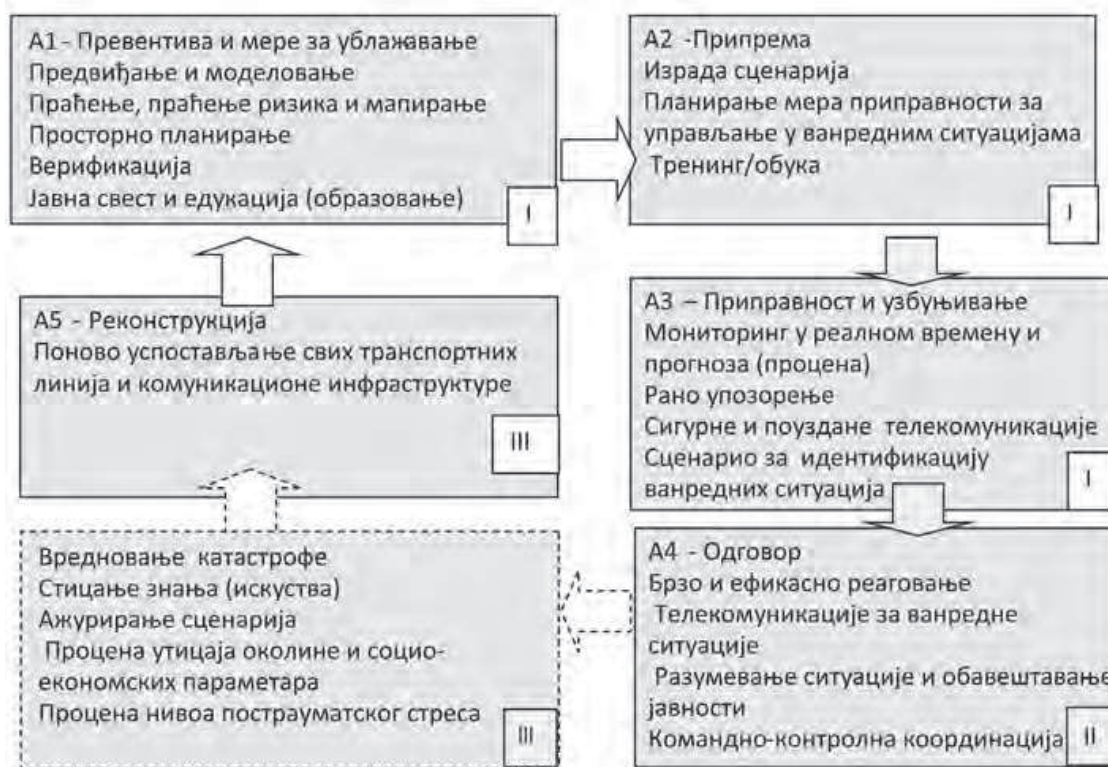 А1 - Превентива и мере за ублажавање
Предвиђање и моделовање
Праћење, праћење ризика и мапирање
Просторно планирање
Верификација
Јавна свест и едукација (образовање)
I
А2 -Припрема
Израда сценарија
Планирање мера приправности за
управљање у ванредним ситуацијама
Тренинг/обука
I
А3 – Приправност и узбуњивање
Мониторинг у реалном времену и
прогноза (процена)
Рано упозорење
Сигурне и поуздане телекомуникације
Сценарио за идентификацију
ванредних ситуација
I
А4 - Одговор
Брзо и ефикасно реаговање
Телекомуникације за ванредне
ситуације
Разумевање ситуације и обавештавање
јавности
Командно-контролна координација
II
Вредновање катастрофе
Стицање знања (искуства)
Ажурирање сценарија
Процена утицаја околине и социо-
економских параметара
Процена нивоа пострауматског стреса
III
А5 - Реконструкција
Поново успостављање свих транспортних
линија и комуникационе инфраструктуре
III